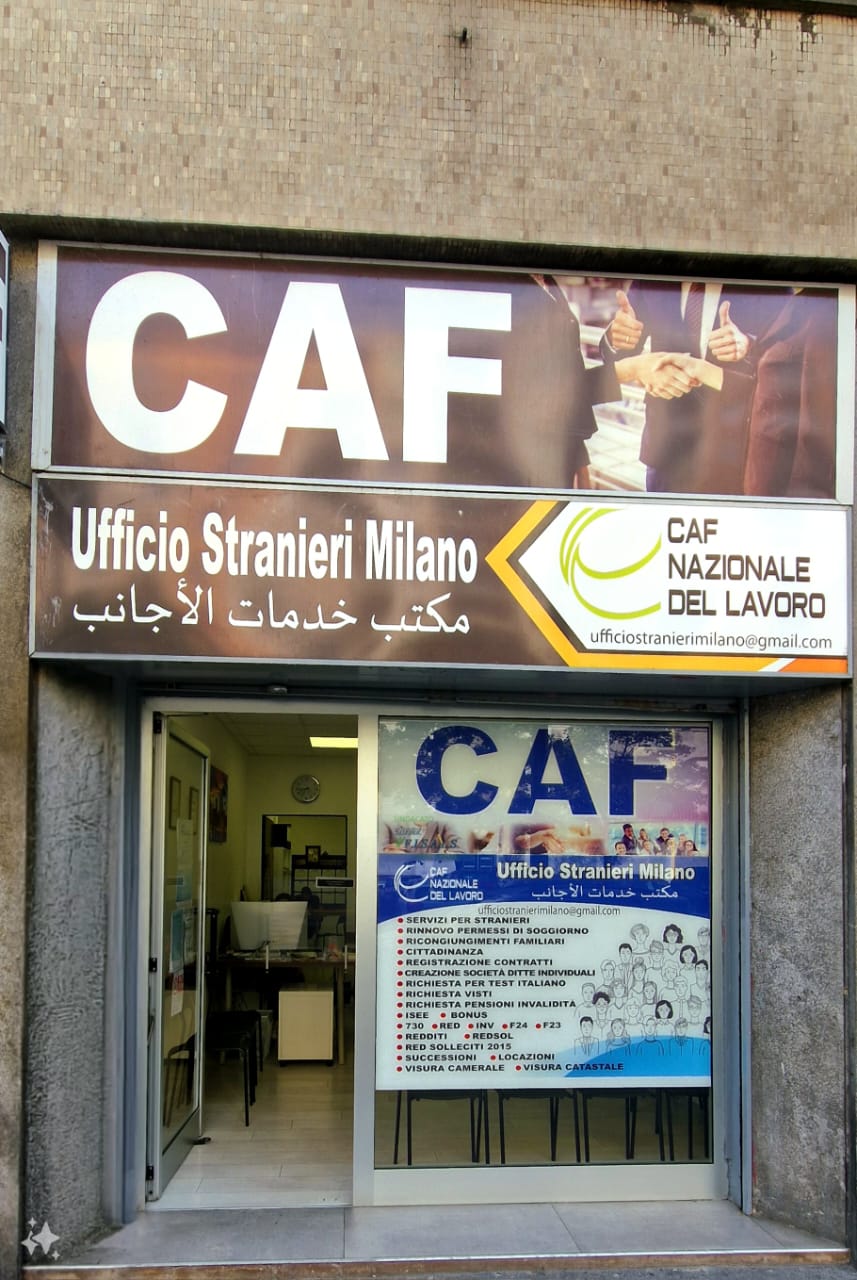 CAF
Ufficio Stranieri Milano
مكتب خدمات الأجانب
CAF
NAZIONALE
DEL LAVORO
ufficiostranierimilano@gmail.com
CAF
SINDACATO
CAF
NAZIONALE
DEL LAVORO
Ufficio Stranieri Milano
مكتب خدمات الأجانب
ufficiostranierimilano@gmail.com
• SERVIZI PER STRANIERI
• RINNOVO PERMESSI DI SOGGIORNO
• RICONGIUNGIMENTI FAMILIARI
• CITTADINANZA
• REGISTRAZIONE CONTRATTI
• CREAZIONE SOCIETÀ DITTE INDIVIDUALI
• RICHIESTA PER TEST ITALIANO
• RICHIESTA VISTI
• RICHIESTA PENSIONI INVALIDITÀ
• ISEE • BONUS
• 730 • RED • INV • F24 • F23
• REDDITI • REDSOL
• RED SOLLECITI 2015
• SUCCESSIONI • LOCAZIONI
• VISURA CAMERALE • VISURA CATASTALE